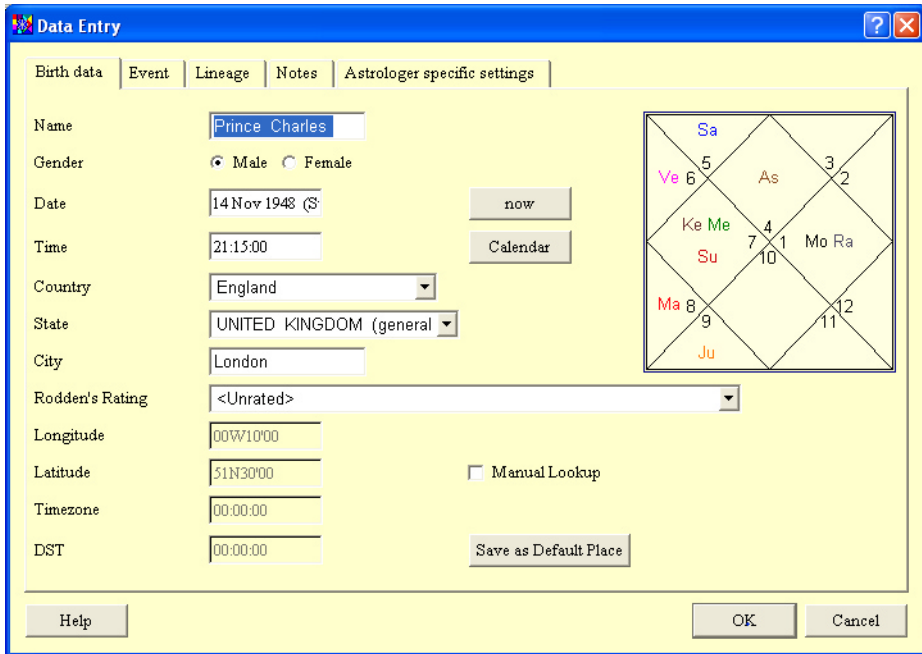 Data Entry
Birth data Event Lineage Notes Astrologer specific settings
Name Prince Charles
Gender Male Female
Date 14 Nov 1948 (S now
Time 21:15:00 Calendar
Country England
State UNITED KINGDOM (general
City London
Rodden's Rating <Unrated>
Longitude 00W10'00
Latitude 51N30'00 Manual Lookup
Timezone 00:00:00
DST 00:00:00 Save as Default Place
Sa
5 3
Ve 6 As 2
Ke Me 4
7 1 Mo Ra
Su 10
Ma 8 12
9 11
Ju
Help OK Cancel